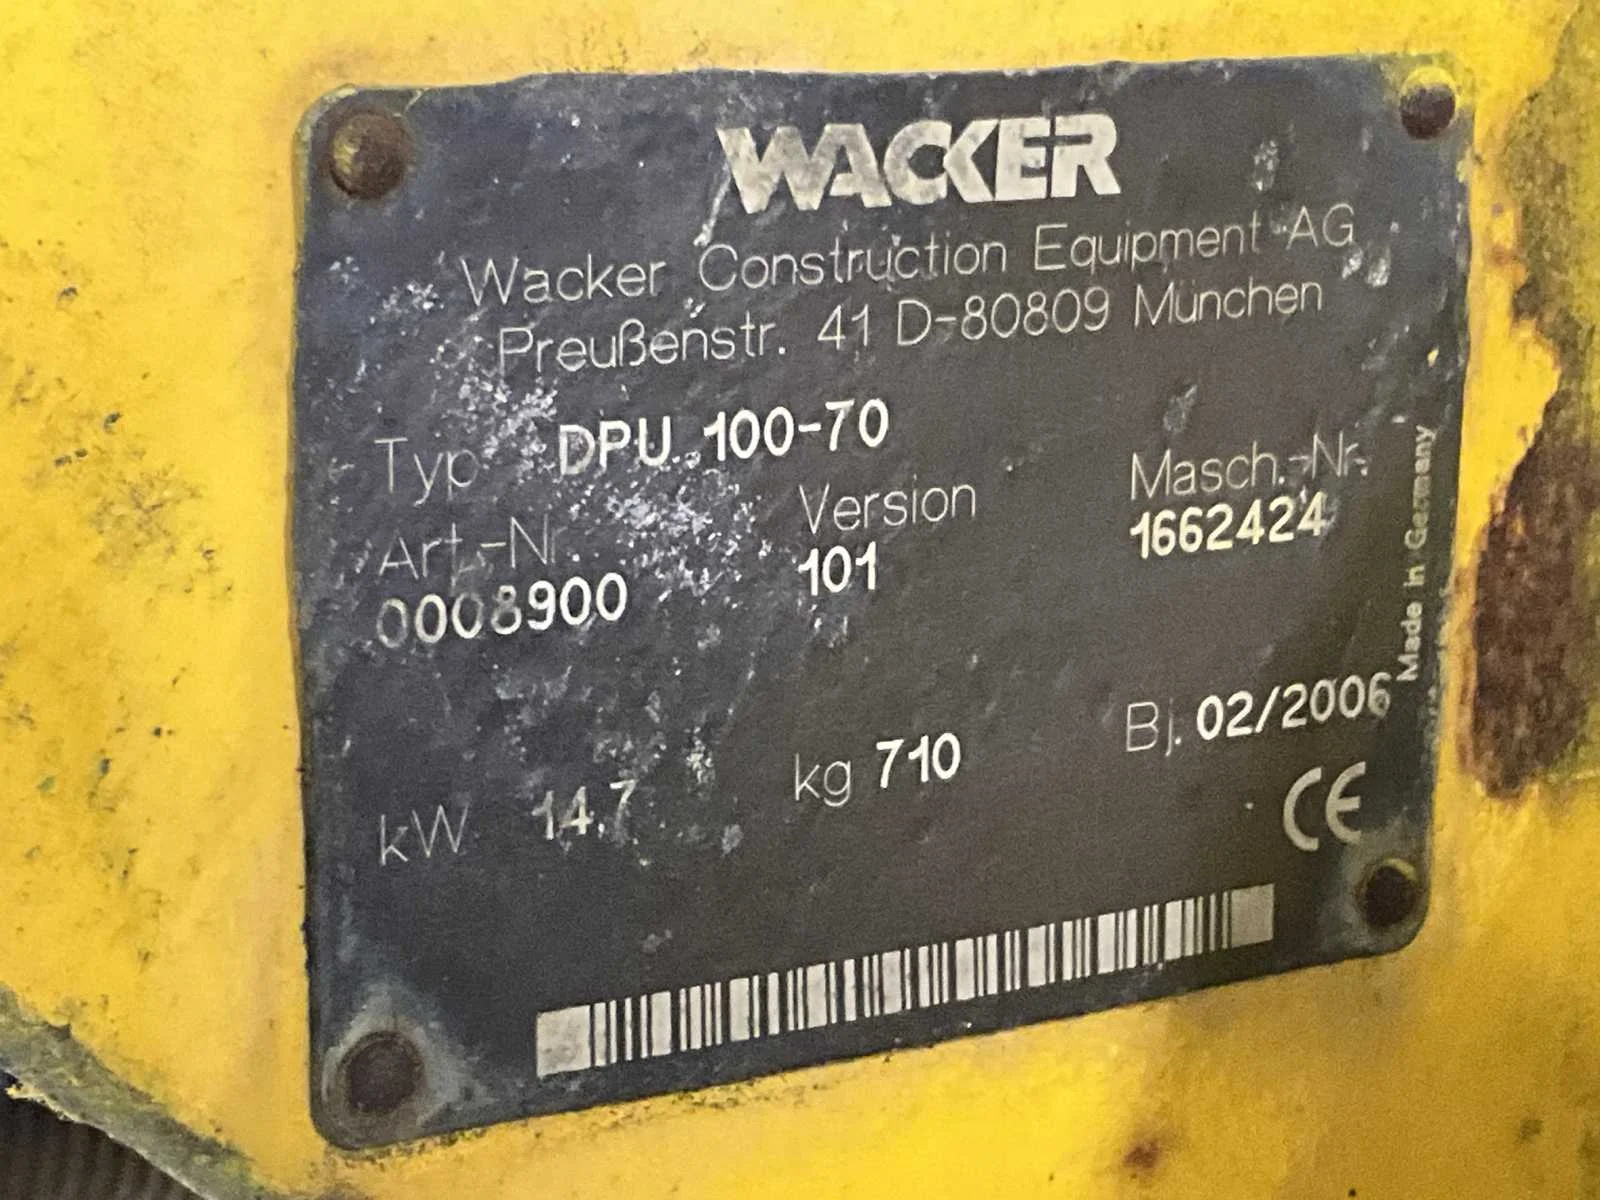 WACKER
Wacker Construction Equipment AG
Preußenstr. 41 D-80809 München
Typ DPU 100-70
Art.-Nr. Version Masch.-Nr.
0008900 101 1662424
kW 14,7 kg 710 Bj. 02/2006
CE
Made in Germany